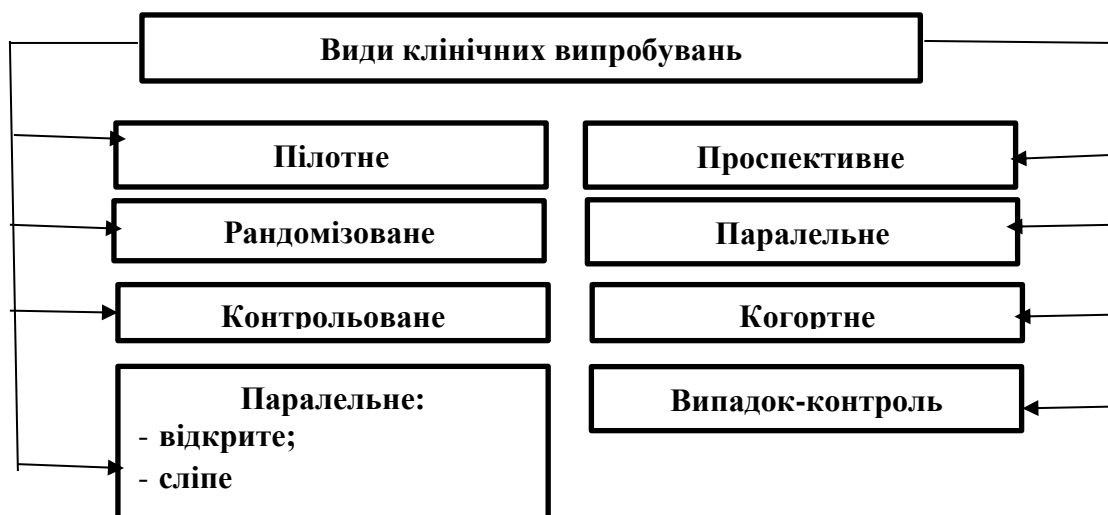 Види клінічних випробувань
Пілотне
Проспективне
Рандомізоване
Паралельне
Контрольоване
Когортне
Паралельне:
- відкрите;
- сліпе
Випадок-контроль